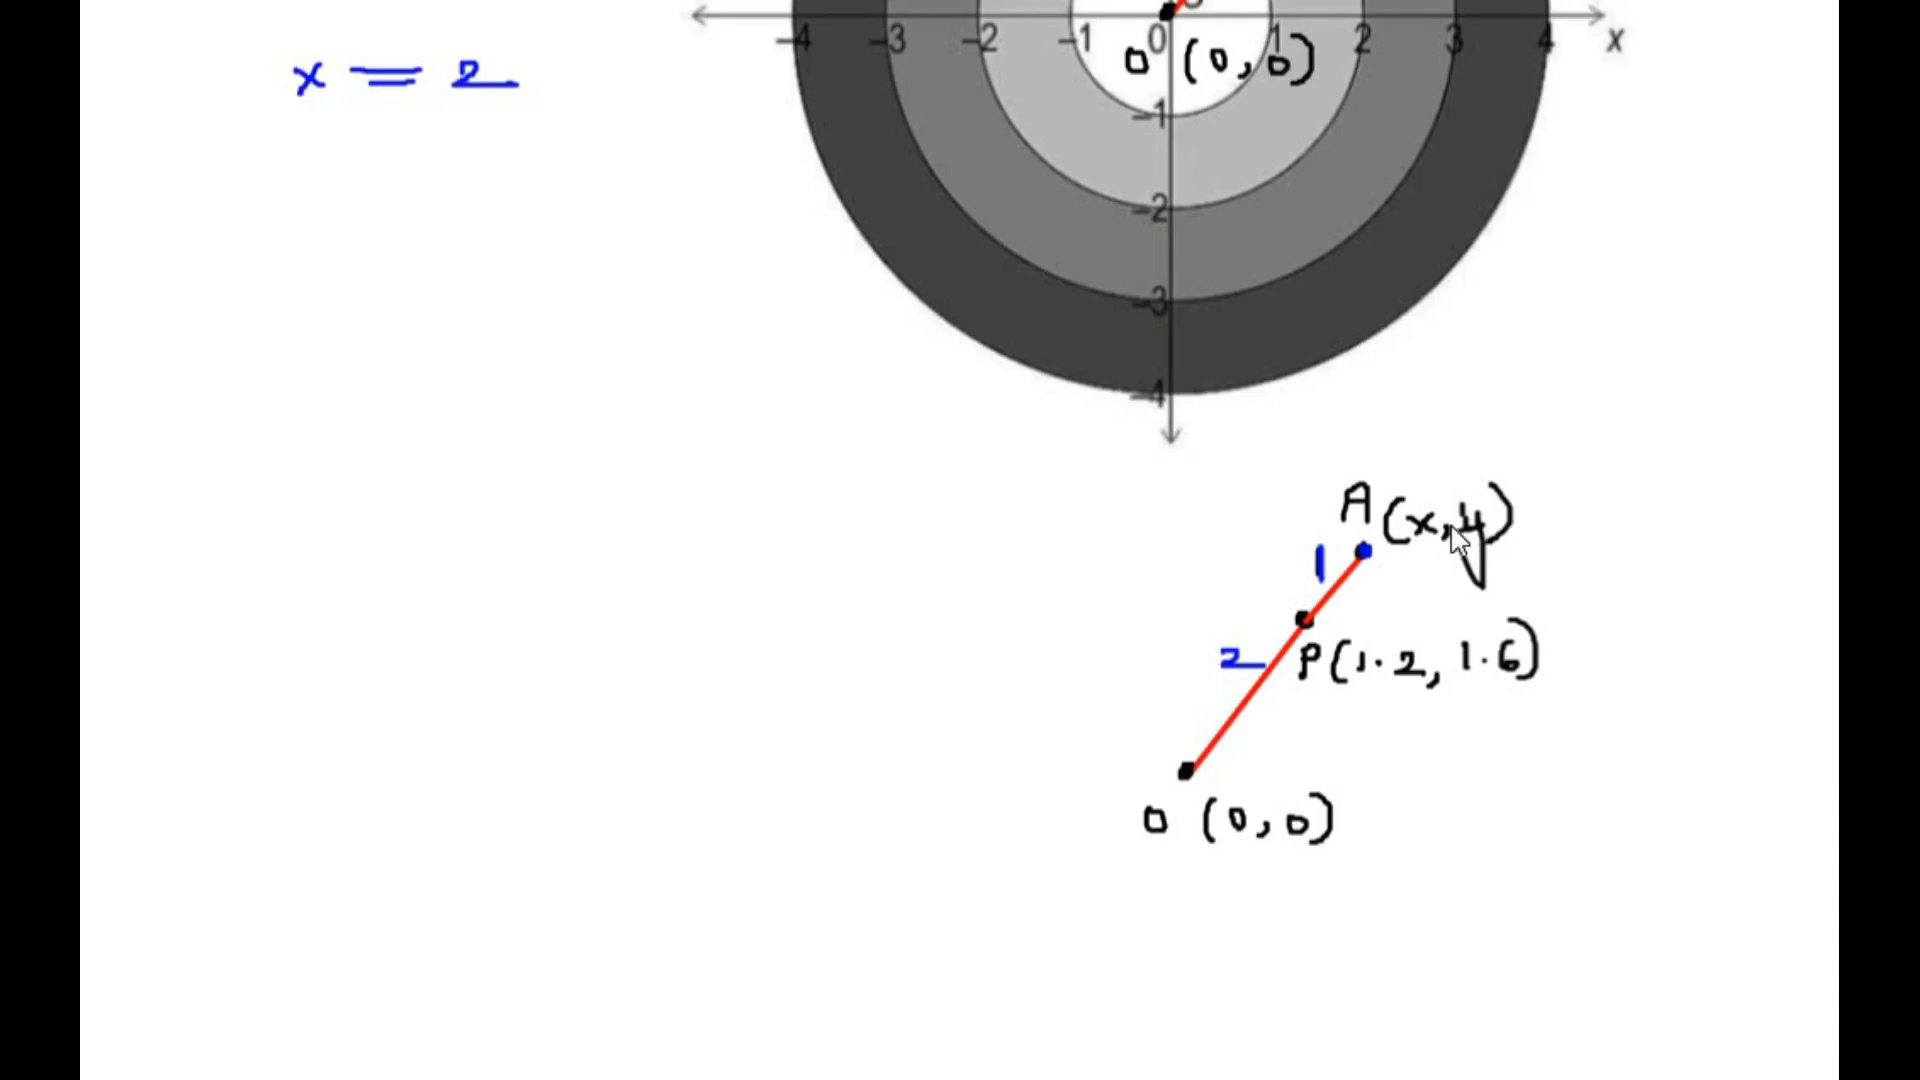 x = 2
-4 -3 -2 -1 0 1 2 3 4 x
O (0, 0)
-1
-2
-3
-4
A (x, y)
1
2
P(1.2, 1.6)
O (0, 0)